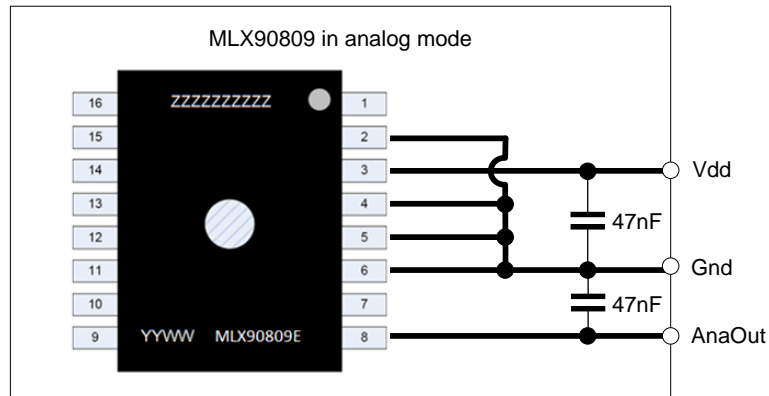 MLX90809 in analog mode
ZZZZZZZZZZ
16 1
15 2
14 3
Vdd
13 4
47nF
12 5
11 6
Gnd
10 7
47nF
9 YYWW MLX90809E 8
AnaOut